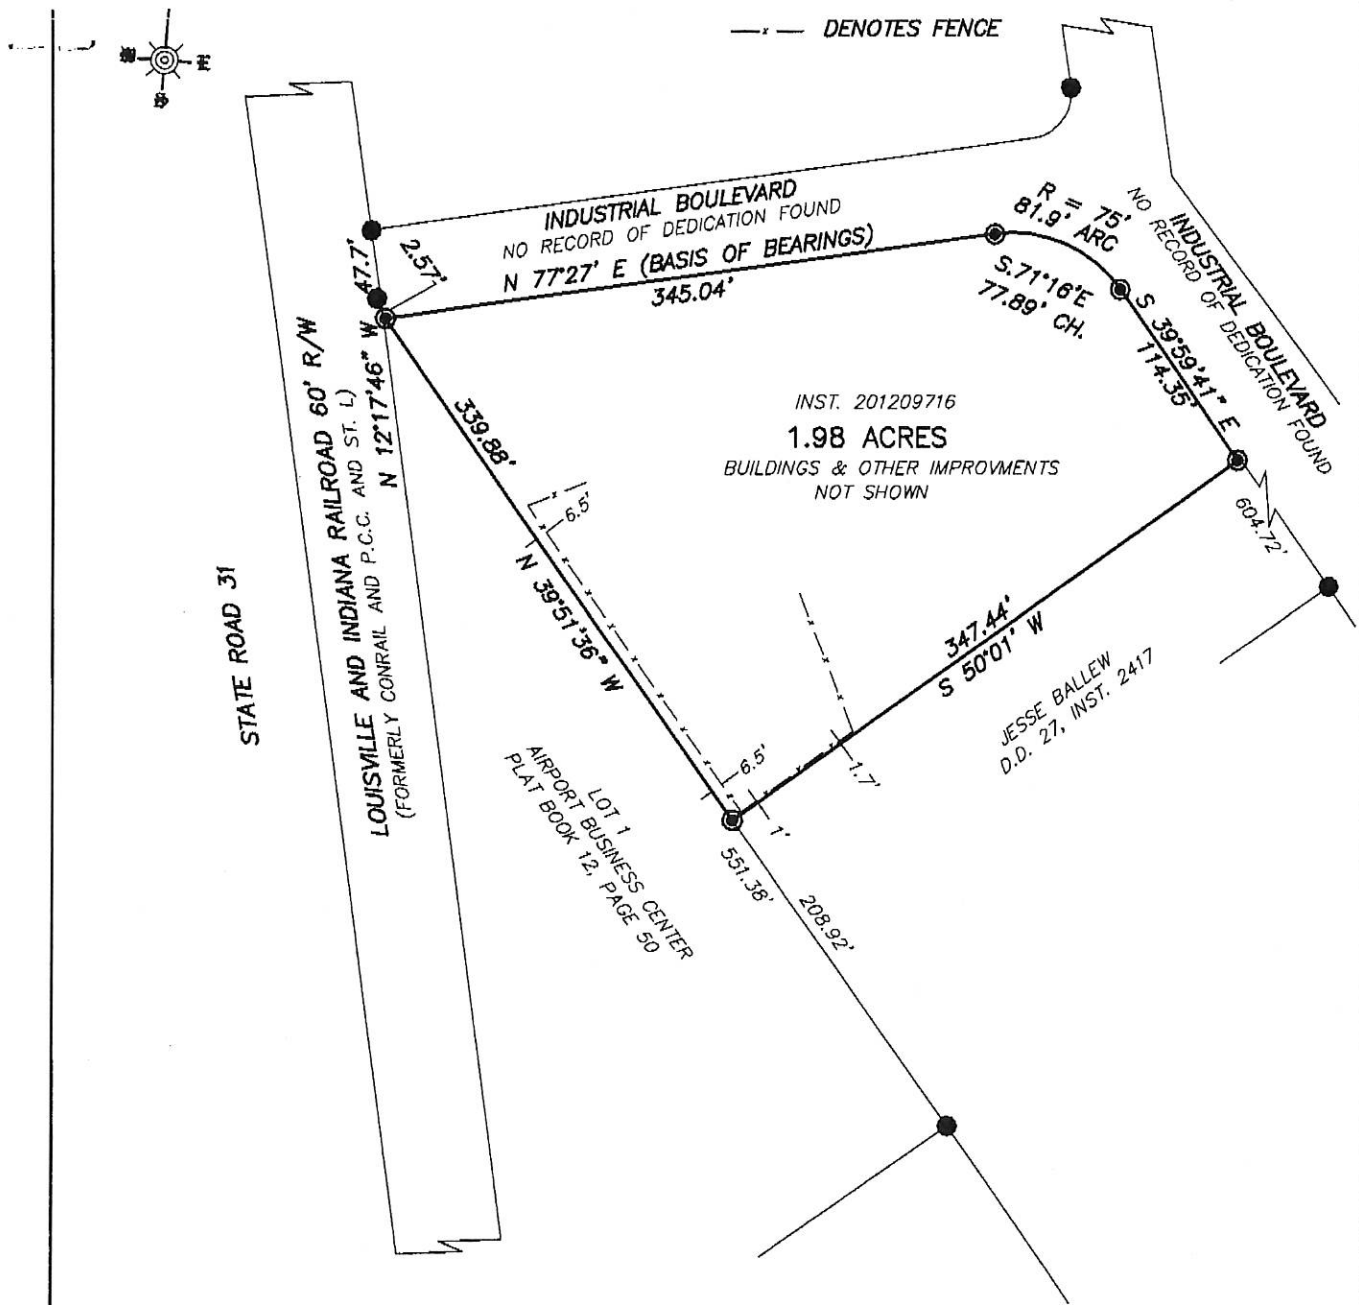 —x— DENOTES FENCE
E
S
INDUSTRIAL BOULEVARD
NO RECORD OF DEDICATION FOUND
N 77°27' E (BASIS OF BEARINGS)
345.04'
47.7'
2.57'
R = 75'
81.9' ARC
S.71°16'E
77.89' CH.
INDUSTRIAL BOULEVARD
NO RECORD OF DEDICATION FOUND
S 39°59'41" E
114.35'
604.72'
INST. 201209716
1.98 ACRES
BUILDINGS & OTHER IMPROVMENTS
NOT SHOWN
STATE ROAD 31
LOUISVILLE AND INDIANA RAILROAD 60' R/W
(FORMERLY CONRAIL AND P.C.C. AND ST. L)
N 12°17'46" W
339.88'
N 39°51'36" W
6.5'
6.5'
347.44'
S 50°01' W
1.7'
1'
JESSE BALLEW
D.D. 27, INST. 2417
LOT 1
AIRPORT BUSINESS CENTER
PLAT BOOK 12, PAGE 50
551.38'
208.92'